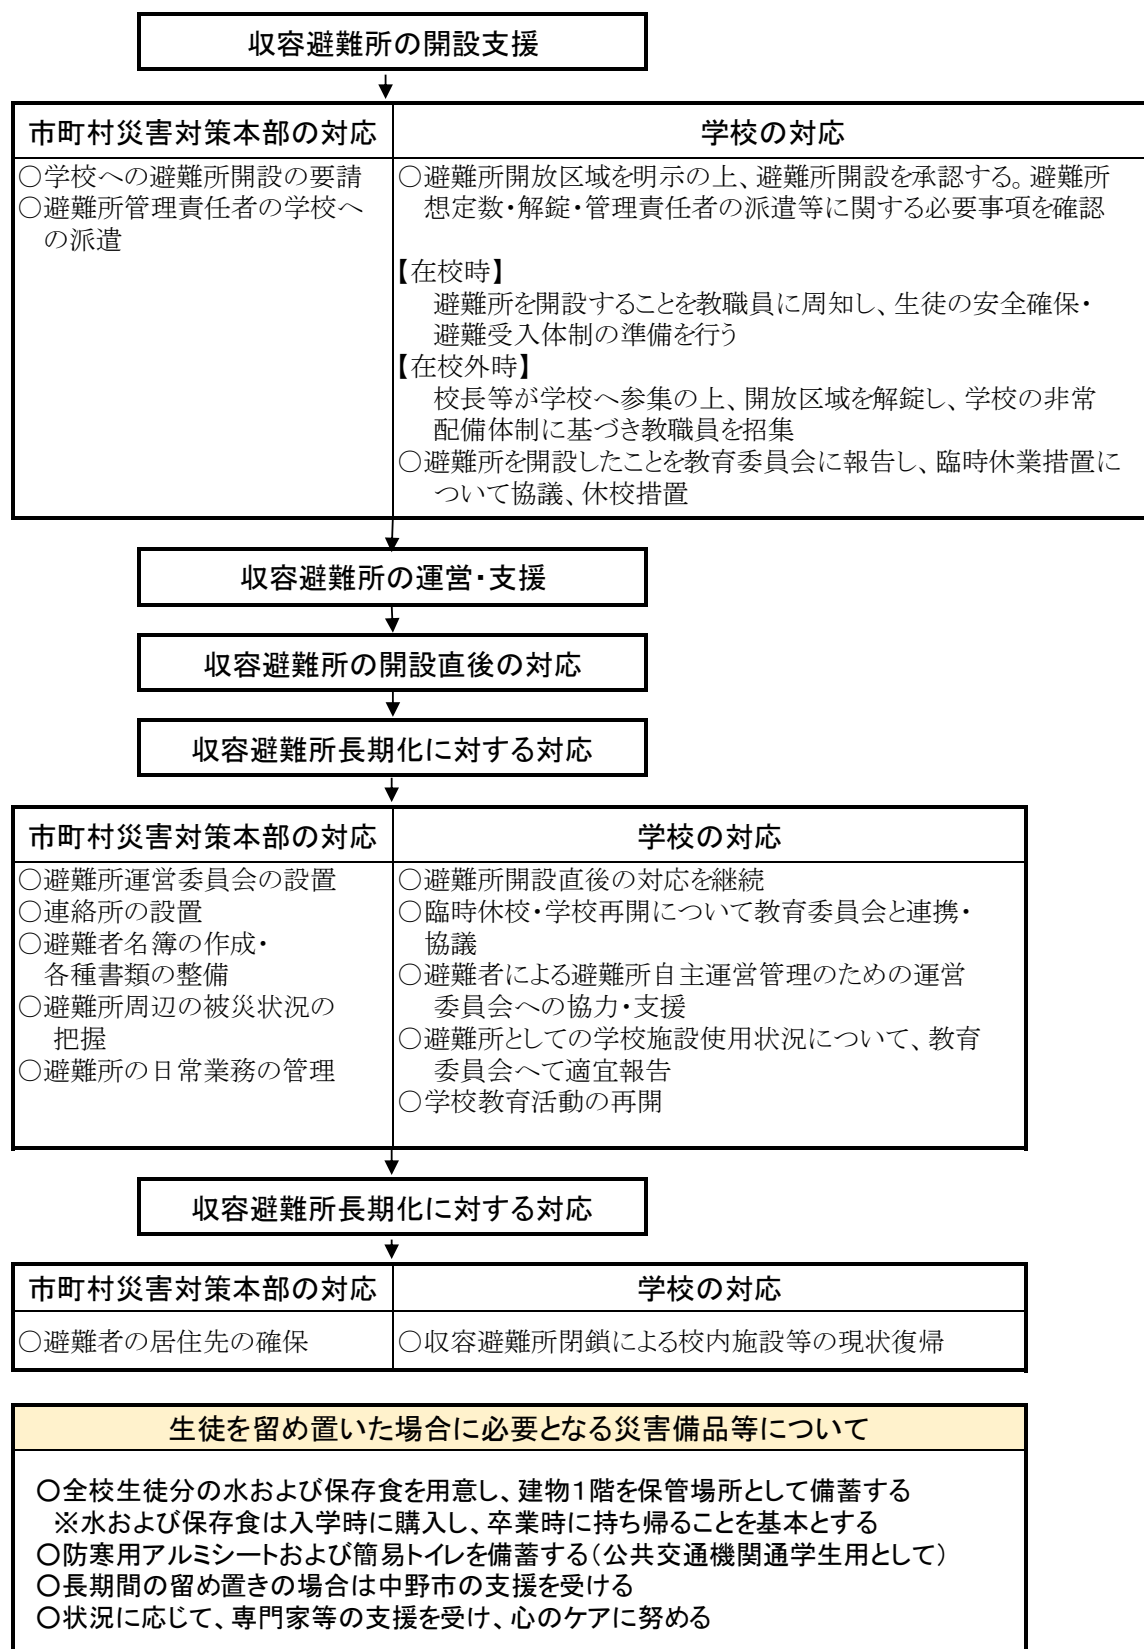 収容避難所の開設支援
市町村災害対策本部の対応
学校の対応
○学校への避難所開設の要請
○避難所管理責任者の学校へ
の派遣
○避難所開放区域を明示の上、避難所開設を承認する。避難所
想定数・解錠・管理責任者の派遣等に関する必要事項を確認
【在校時】
避難所を開設することを教職員に周知し、生徒の安全確保・
避難受入体制の準備を行う
【在校外時】
校長等が学校へ参集の上、開放区域を解錠し、学校の非常
配備体制に基づき教職員を招集
○避難所を開設したことを教育委員会に報告し、臨時休業措置に
ついて協議、休校措置
収容避難所の運営・支援
収容避難所の開設直後の対応
収容避難所長期化に対する対応
市町村災害対策本部の対応
学校の対応
○避難所運営委員会の設置
○連絡所の設置
○避難者名簿の作成・
各種書類の整備
○避難所周辺の被災状況の
把握
○避難所の日常業務の管理
○避難所開設直後の対応を継続
○臨時休校・学校再開について教育委員会と連携・
協議
○避難者による避難所自主運営管理のための運営
委員会への協力・支援
○避難所としての学校施設使用状況について、教育
委員会へて適宜報告
○学校教育活動の再開
収容避難所長期化に対する対応
市町村災害対策本部の対応
学校の対応
○避難者の居住先の確保
○収容避難所閉鎖による校内施設等の現状復帰
生徒を留め置いた場合に必要となる災害備品等について
○全校生徒分の水および保存食を用意し、建物1階を保管場所として備蓄する
※水および保存食は入学時に購入し、卒業時に持ち帰ることを基本とする
○防寒用アルミシートおよび簡易トイレを備蓄する(公共交通機関通学生用として)
○長期間の留め置きの場合は中野市の支援を受ける
○状況に応じて、専門家等の支援を受け、心のケアに努める